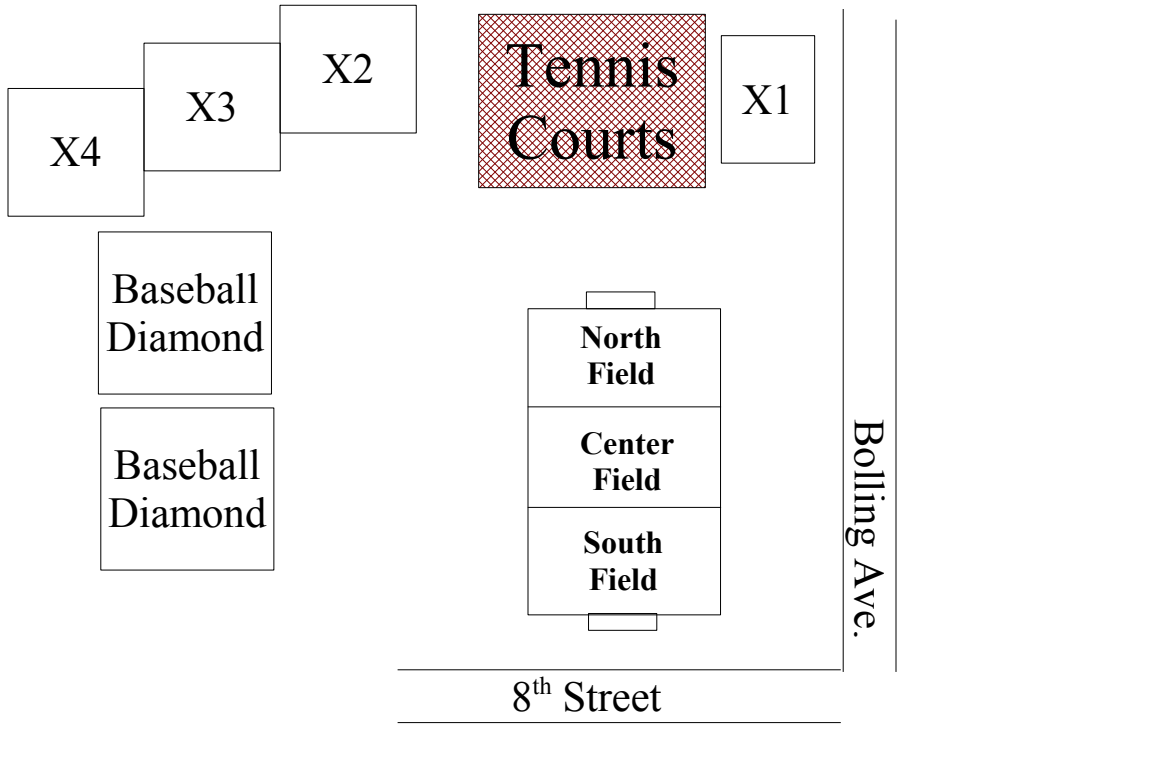 X2
Tennis
Courts
X1
X3
X4
Baseball
Diamond
North
Field
Baseball
Diamond
Center
Field
South
Field
Bolling Ave.
8th Street